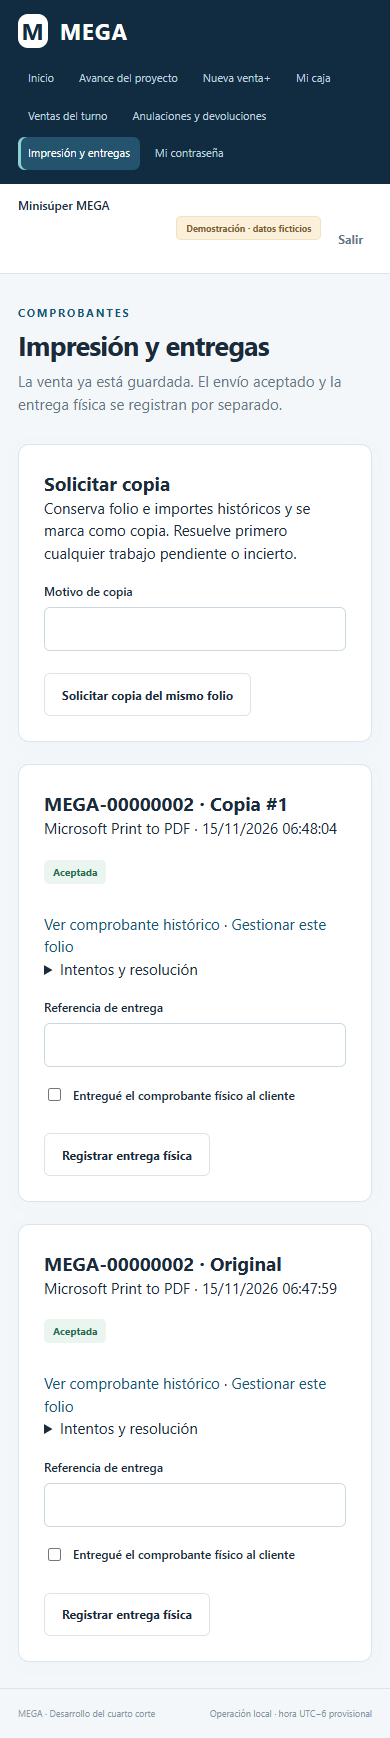 M MEGA
Inicio Avance del proyecto Nueva venta+ Mi caja
Ventas del turno Anulaciones y devoluciones
Impresión y entregas Mi contraseña
Minisúper MEGA
Demostración · datos ficticios
Salir
COMPROBANTES
Impresión y entregas
La venta ya está guardada. El envío aceptado y la
entrega física se registran por separado.
Solicitar copia
Conserva folio e importes históricos y se
marca como copia. Resuelve primero
cualquier trabajo pendiente o incierto.
Motivo de copia
Solicitar copia del mismo folio
MEGA-00000002 · Copia #1
Microsoft Print to PDF · 15/11/2026 06:48:04
Aceptada
Ver comprobante histórico · Gestionar este
folio
Intentos y resolución
Referencia de entrega
Entregué el comprobante físico al cliente
Registrar entrega física
MEGA-00000002 · Original
Microsoft Print to PDF · 15/11/2026 06:47:59
Aceptada
Ver comprobante histórico · Gestionar este
folio
Intentos y resolución
Referencia de entrega
Entregué el comprobante físico al cliente
Registrar entrega física
MEGA · Desarrollo del cuarto corte Operación local · hora UTC−6 provisional